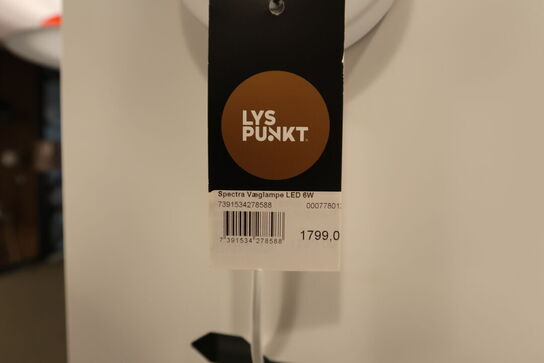 LYS
PUNKT
Spectra Væglampe LED 6W
7391534278588 00077801
1799,0
7 391534 278588